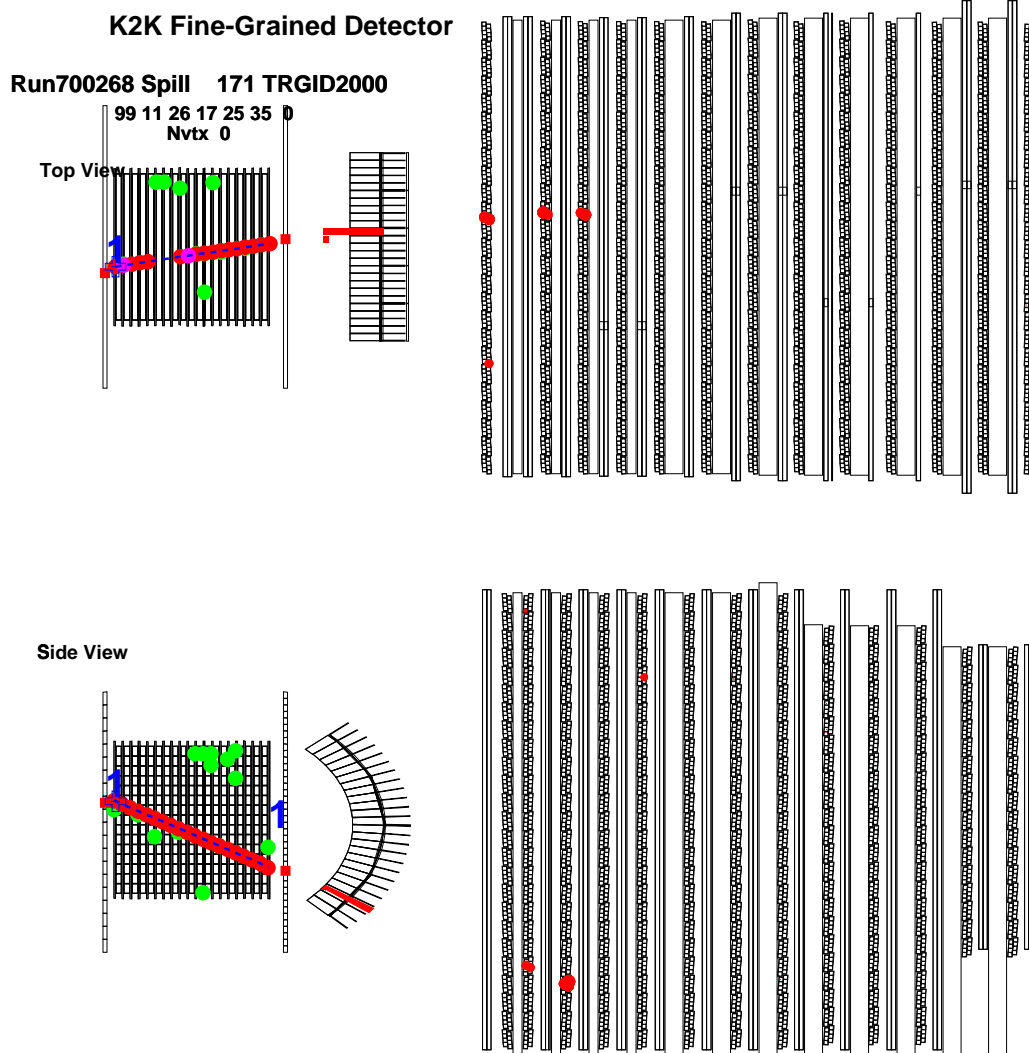 K2K Fine-Grained Detector
Run700268 Spill 171 TRGID2000
99 11 26 17 25 35 0
Nvtx 0
Top View
1
Side View
1
1